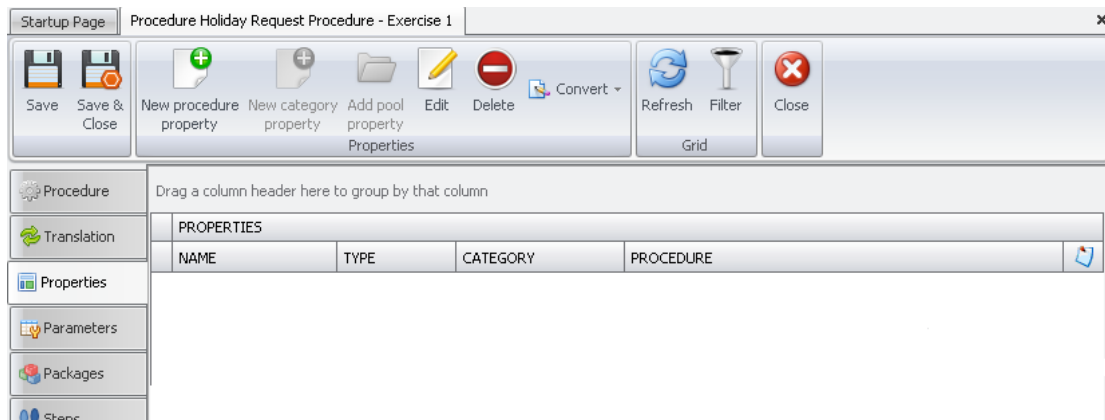 Startup Page
Procedure Holiday Request Procedure - Exercise 1
Save
Save &
Close
New procedure
property
New category
property
Add pool
property
Edit
Delete
Convert
Properties
Refresh
Filter
Grid
Close
Procedure
Translation
Properties
Parameters
Packages
Steps
Drag a column header here to group by that column
PROPERTIES
NAME TYPE CATEGORY PROCEDURE